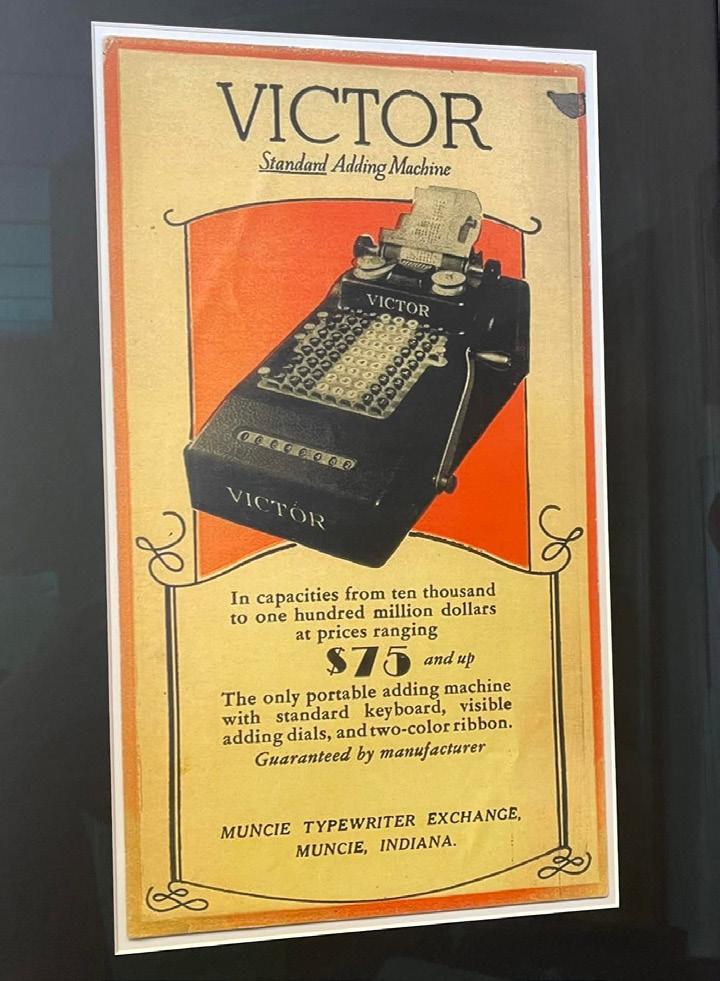 VICTOR
Standard Adding Machine
VICTOR
VICTOR
In capacities from ten thousand
to one hundred million dollars
at prices ranging
$75 and up
The only portable adding machine
with standard keyboard, visible
adding dials, and two-color ribbon.
Guaranteed by manufacturer
MUNCIE TYPEWRITER EXCHANGE,
MUNCIE, INDIANA.